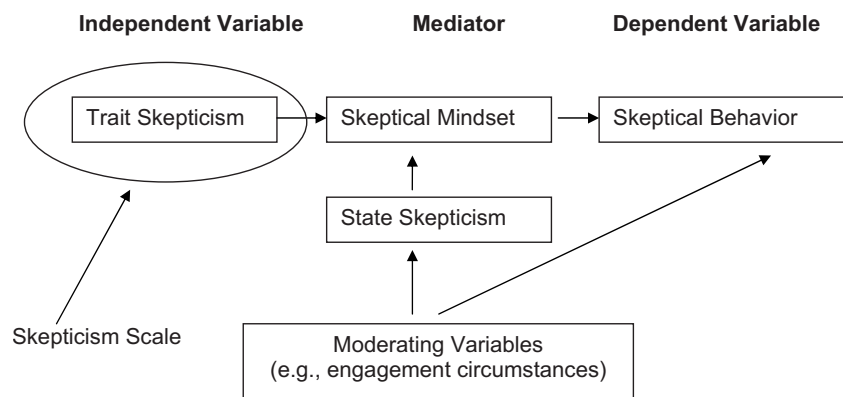 Independent Variable Mediator Dependent Variable
Trait Skepticism Skeptical Mindset Skeptical Behavior
State Skepticism
Skepticism Scale
Moderating Variables
(e.g., engagement circumstances)